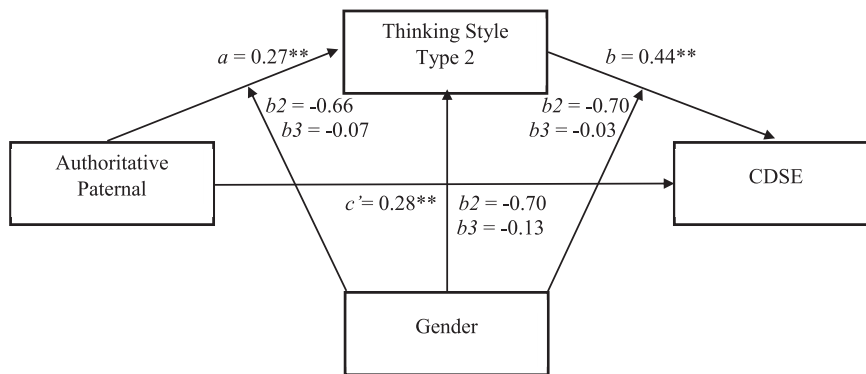 Thinking Style
Type 2
a = 0.27**
b = 0.44**
b2 = -0.66
b3 = -0.07
b2 = -0.70
b3 = -0.03
Authoritative
Paternal
CDSE
c’= 0.28**
b2 = -0.70
b3 = -0.13
Gender